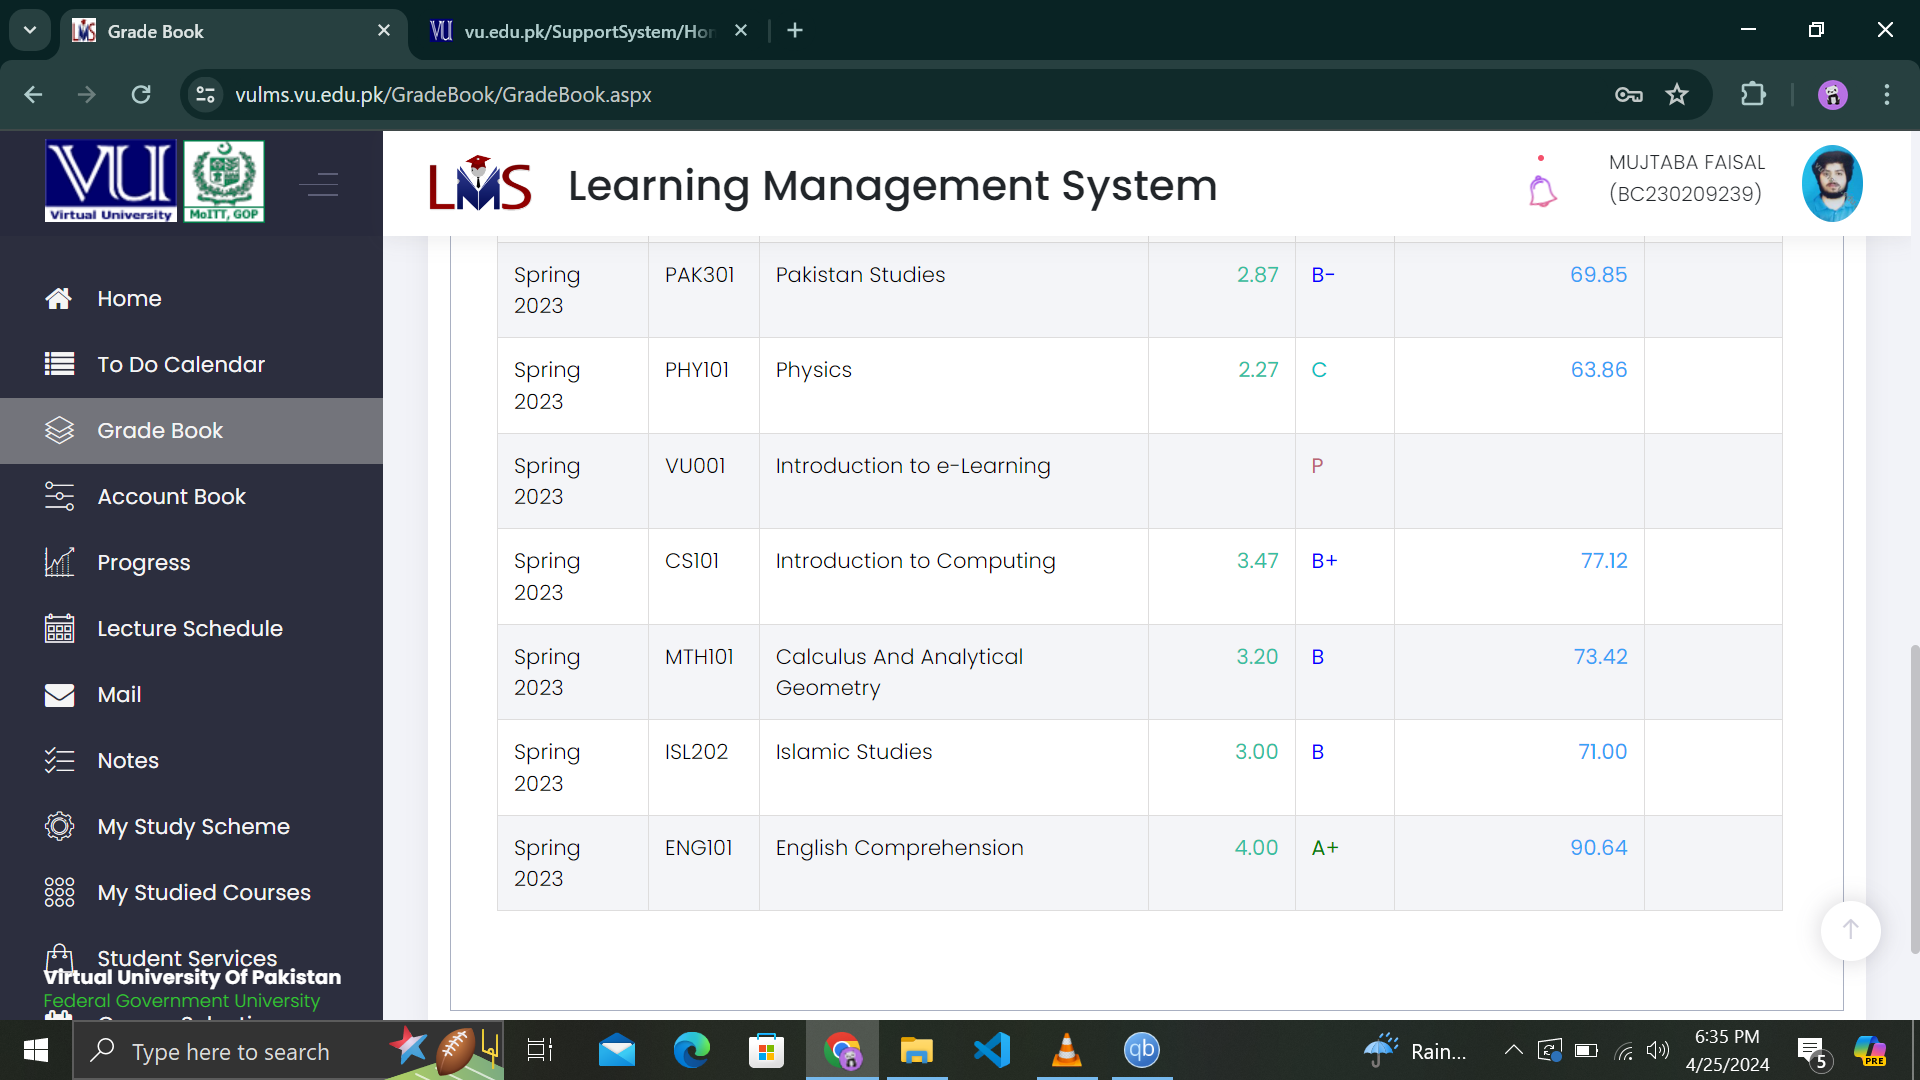 Grade Book
vu.edu.pk/SupportSystem/Hor
vulms.vu.edu.pk/GradeBook/GradeBook.aspx
VU
Virtual University
MoITT, GOP
LMS
Learning Management System
MUJTABA FAISAL
(BC230209239)
Home
To Do Calendar
Grade Book
Account Book
Progress
Lecture Schedule
Mail
Notes
My Study Scheme
My Studied Courses
Student Services
Virtual University Of Pakistan
Federal Government University
Spring 2023 PAK301 Pakistan Studies 2.87 B- 69.85
Spring 2023 PHY101 Physics 2.27 C 63.86
Spring 2023 VU001 Introduction to e-Learning P
Spring 2023 CS101 Introduction to Computing 3.47 B+ 77.12
Spring 2023 MTH101 Calculus And Analytical Geometry 3.20 B 73.42
Spring 2023 ISL202 Islamic Studies 3.00 B 71.00
Spring 2023 ENG101 English Comprehension 4.00 A+ 90.64
Type here to search
qb
Rain...
6:35 PM
4/25/2024
5
PRE